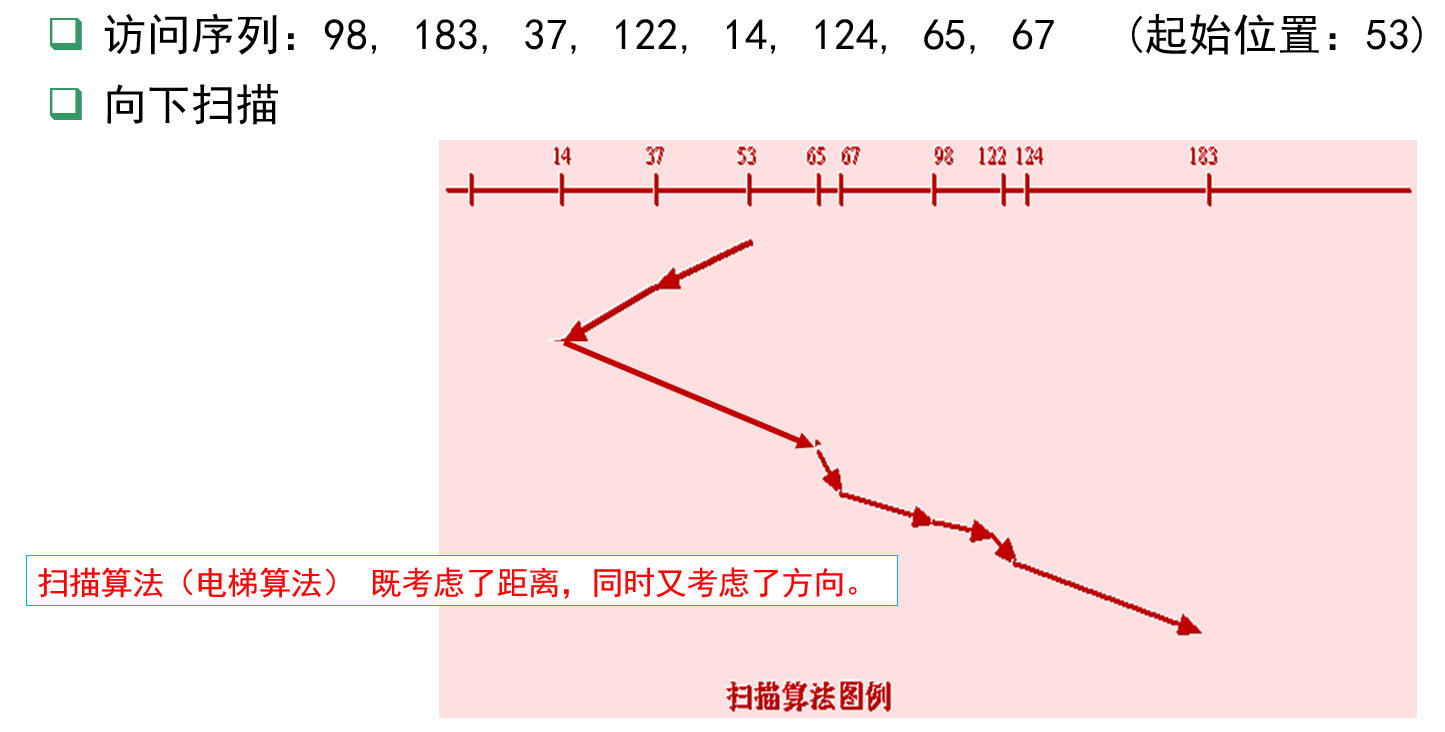 访问序列：98, 183, 37, 122, 14, 124, 65, 67 (起始位置：53)
向下扫描
14 37 53 65 67 98 122 124 183
扫描算法（电梯算法） 既考虑了距离，同时又考虑了方向。
扫描算法图例